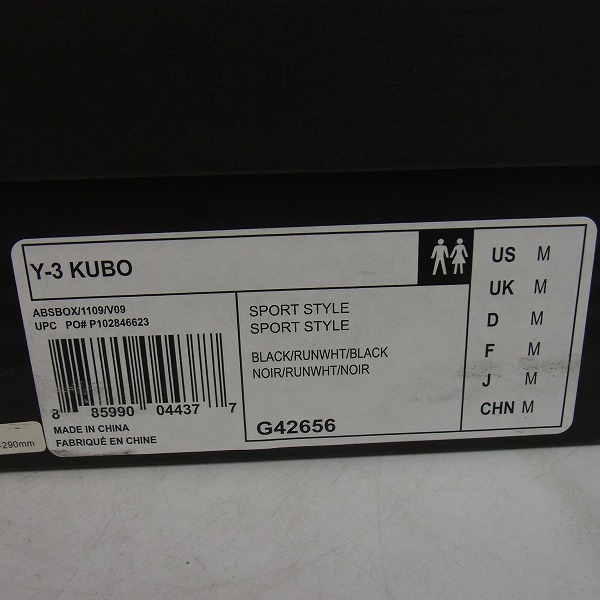 Y-3 KUBO
ABSBOX/1109/V09
UPC PO# P102846623
8 85990 04437 7
MADE IN CHINA
FABRIQUÉ EN CHINE
SPORT STYLE
SPORT STYLE
BLACK/RUNWHT/BLACK
NOIR/RUNWHT/NOIR
G42656
US M
UK M
D M
F M
J M
CHN M
-290mm